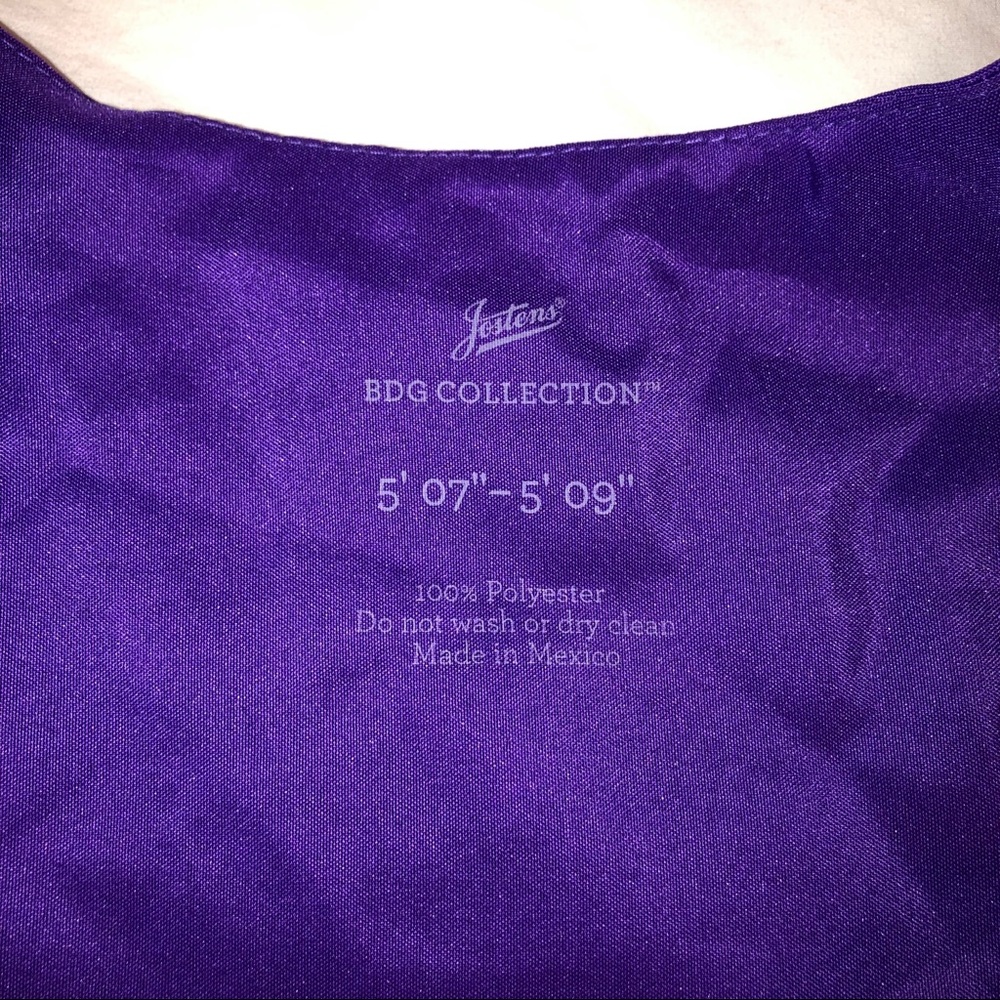 Jostens®
BDG COLLECTION™
5' 07"–5' 09"
100% Polyester
Do not wash or dry clean
Made in Mexico